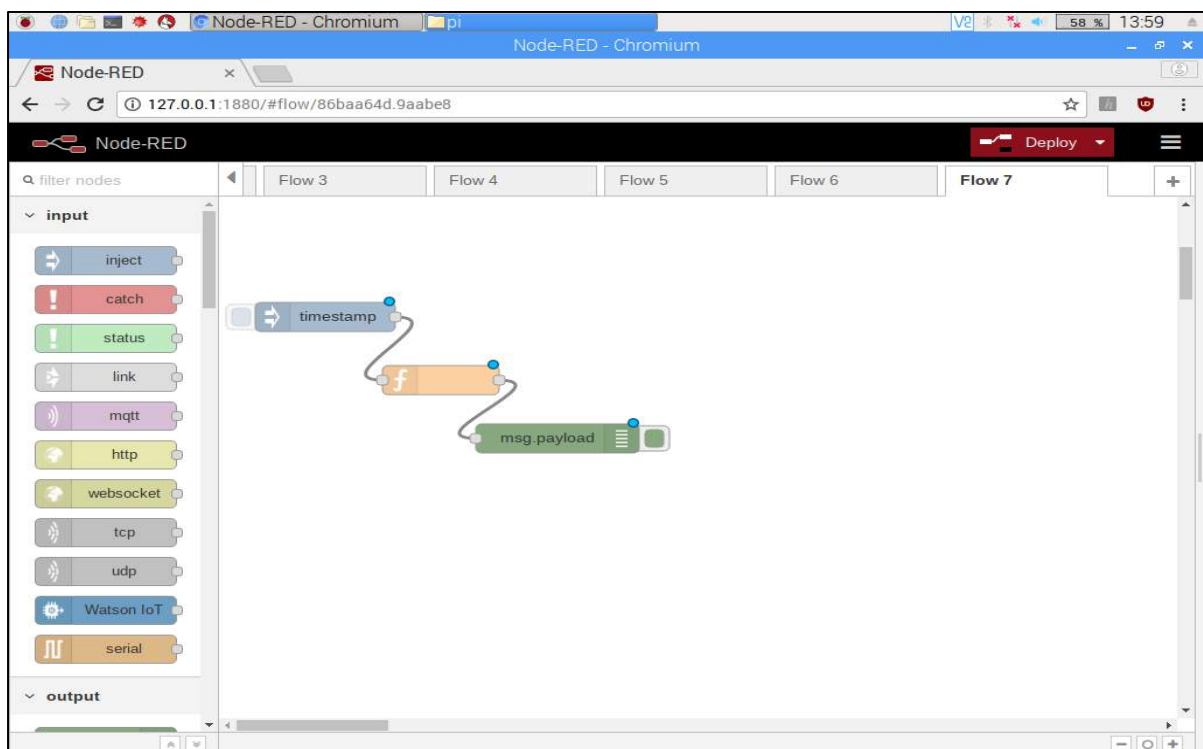 Node-RED - Chromium
pi
58 %
13:59
Node-RED - Chromium
Node-RED
127.0.0.1:1880/#flow/86baa64d.9aabe8
Node-RED
Deploy
filter nodes
Flow 3
Flow 4
Flow 5
Flow 6
Flow 7
input
inject
catch
status
link
mqtt
http
websocket
tcp
udp
Watson IoT
serial
output
timestamp
f
msg.payload